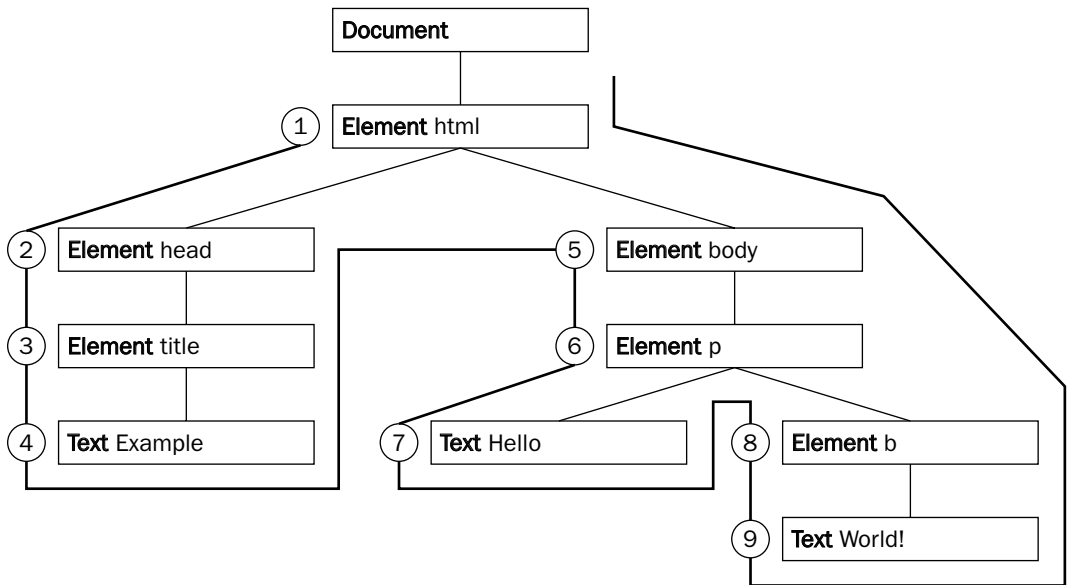 Document
1 Element html
2 Element head
5 Element body
3 Element title
6 Element p
4 Text Example
7 Text Hello
8 Element b
9 Text World!